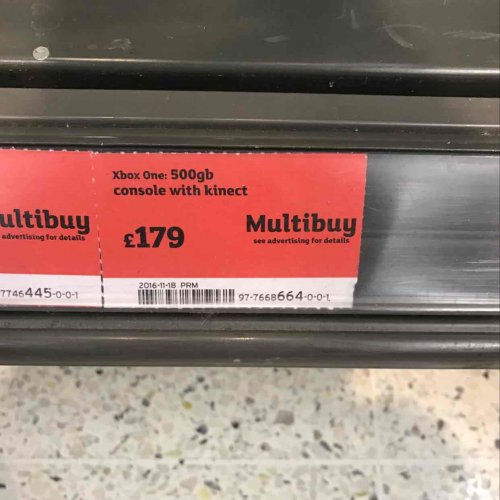 ultibuy
advertising for details
7746445-0-0-1
Xbox One: 500gb
console with kinect
£179
Multibuy
see advertising for details
2016-11-18 PRM
97-7668664-0-0-1